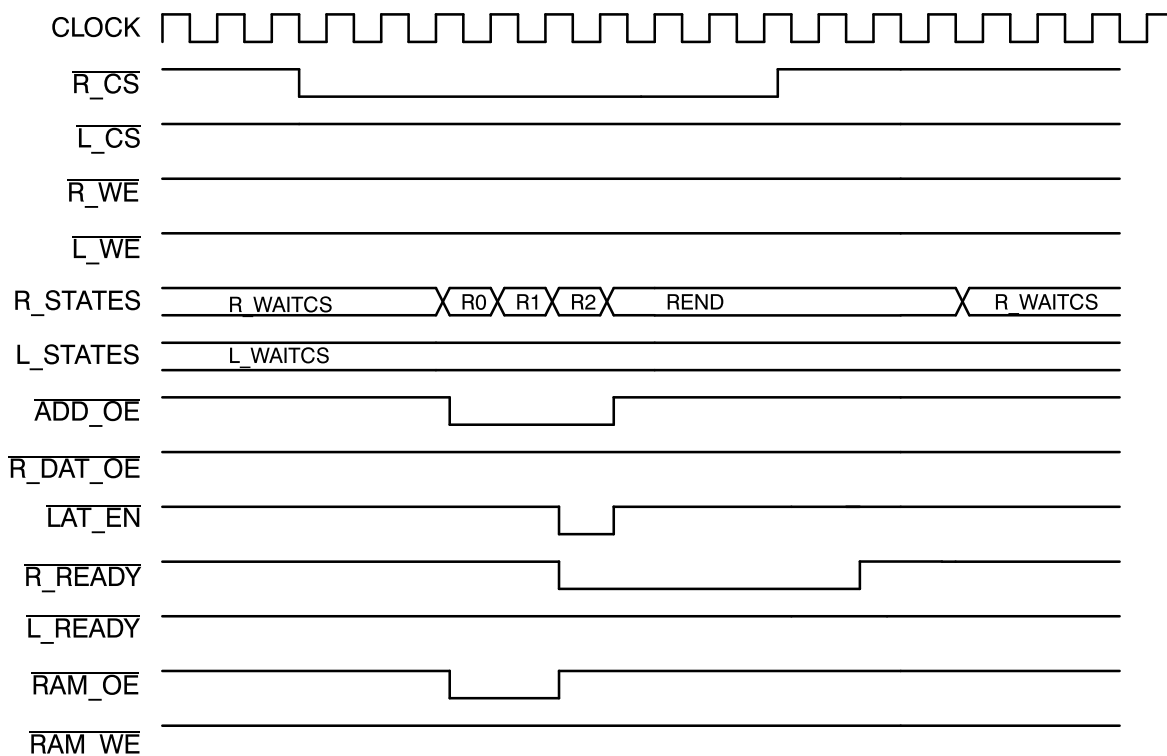 CLOCK
R_CS
L_CS
R_WE
L_WE
R_STATES R_WAITCS R0 R1 R2 REND R_WAITCS
L_STATES L_WAITCS
ADD_OE
R_DAT_OE
LAT_EN
R_READY
L_READY
RAM_OE
RAM_WE